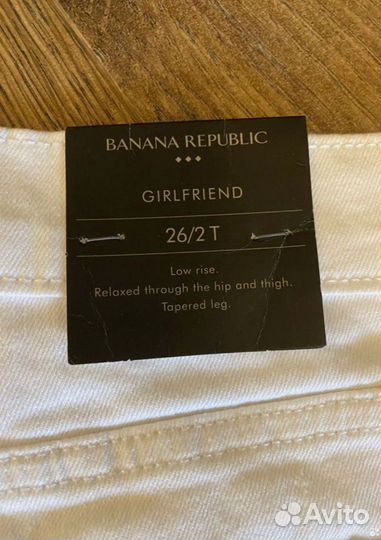 BANANA REPUBLIC
GIRLFRIEND
26/2 T
Low rise.
Relaxed through the hip and thigh.
Tapered leg.
Avito